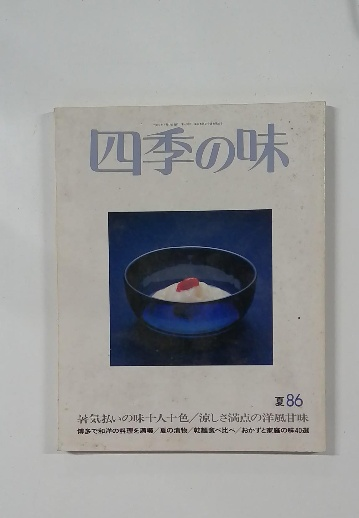 四季の味
夏86
暑気払いの味十人十色/涼しさ満点の洋風甘味
博多で和洋の料理を満喫/夏の漬物/乾麺食べ比べ/おかずと家庭の味40選